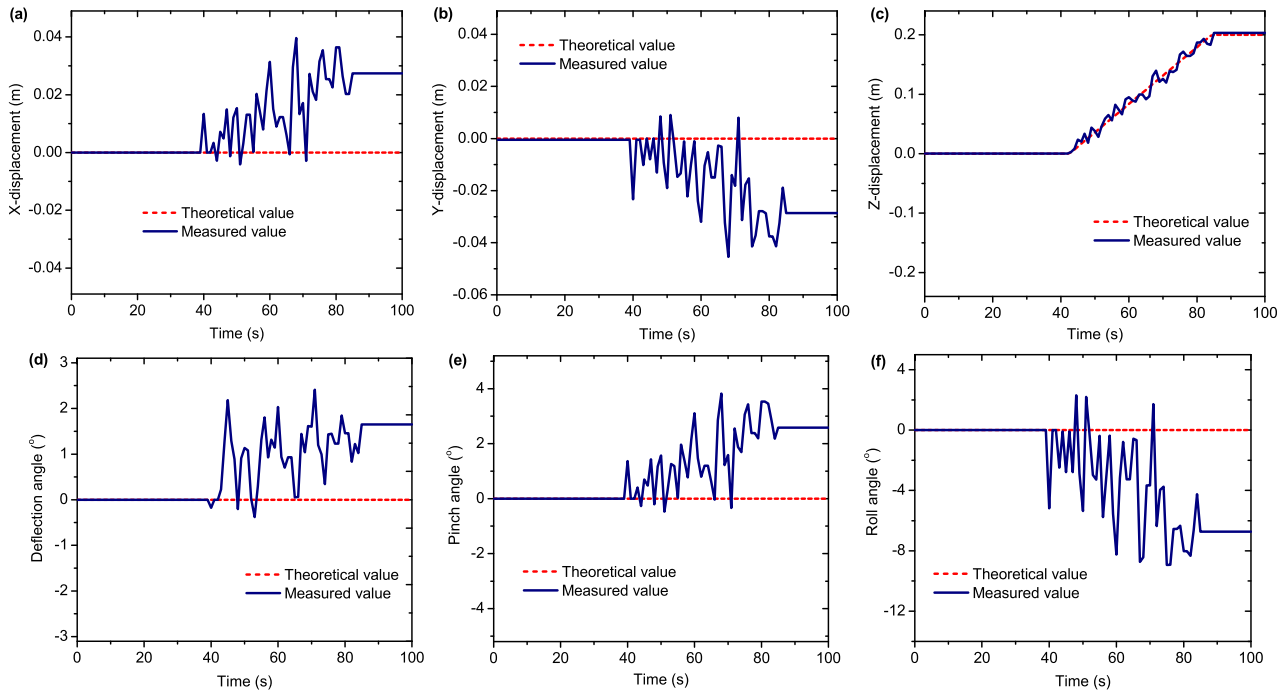 (a)
0.04
0.02
0.00
-0.02
-0.04
X-displacement (m)
Theoretical value
Measured value
0 20 40 60 80 100
Time (s)
(b)
0.04
0.02
0.00
-0.02
-0.04
-0.06
Y-displacement (m)
Theoretical value
Measured value
0 20 40 60 80 100
Time (s)
(c)
0.2
0.1
0.0
-0.1
-0.2
Z-displacement (m)
Theoretical value
Measured value
0 20 40 60 80 100
Time (s)
(d)
3
2
1
0
-1
-2
-3
Deflection angle (°)
Theoretical value
Measured value
0 20 40 60 80 100
Time (s)
(e)
4
2
0
-2
-4
Pinch angle (°)
Theoretical value
Measured value
0 20 40 60 80 100
Time (s)
(f)
4
0
-4
-8
-12
Roll angle (°)
Theoretical value
Measured value
0 20 40 60 80 100
Time (s)